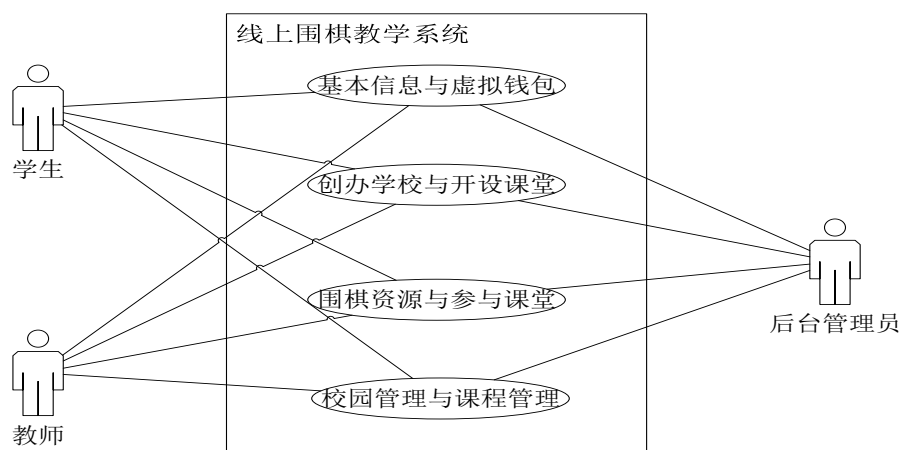 线上围棋教学系统
基本信息与虚拟钱包
学生
创办学校与开设课堂
围棋资源与参与课堂
后台管理员
校园管理与课程管理
教师